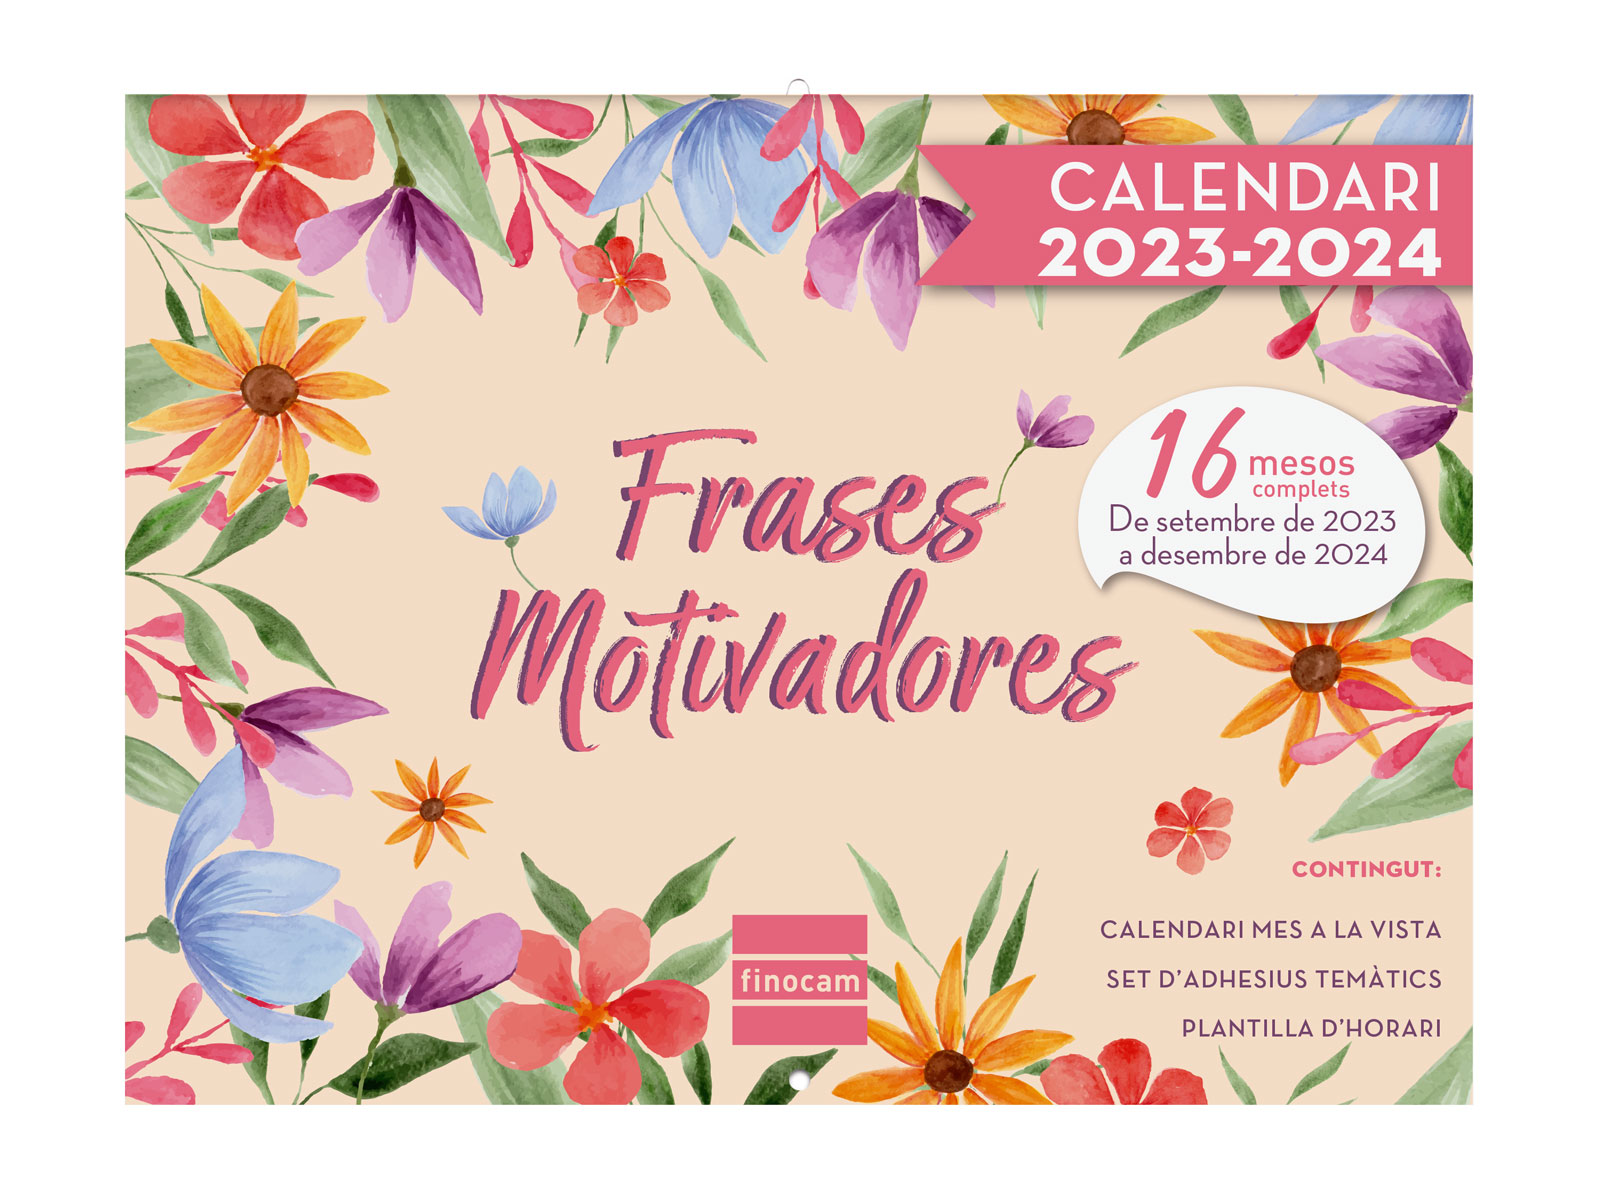 CALENDARI
2023-2024
16 mesos
complets
De setembre de 2023
a desembre de 2024
Frases
Motivadores
CONTINGUT:
CALENDARI MES A LA VISTA
SET D'ADHESIUS TEMÀTICS
PLANTILLA D'HORARI
finocam